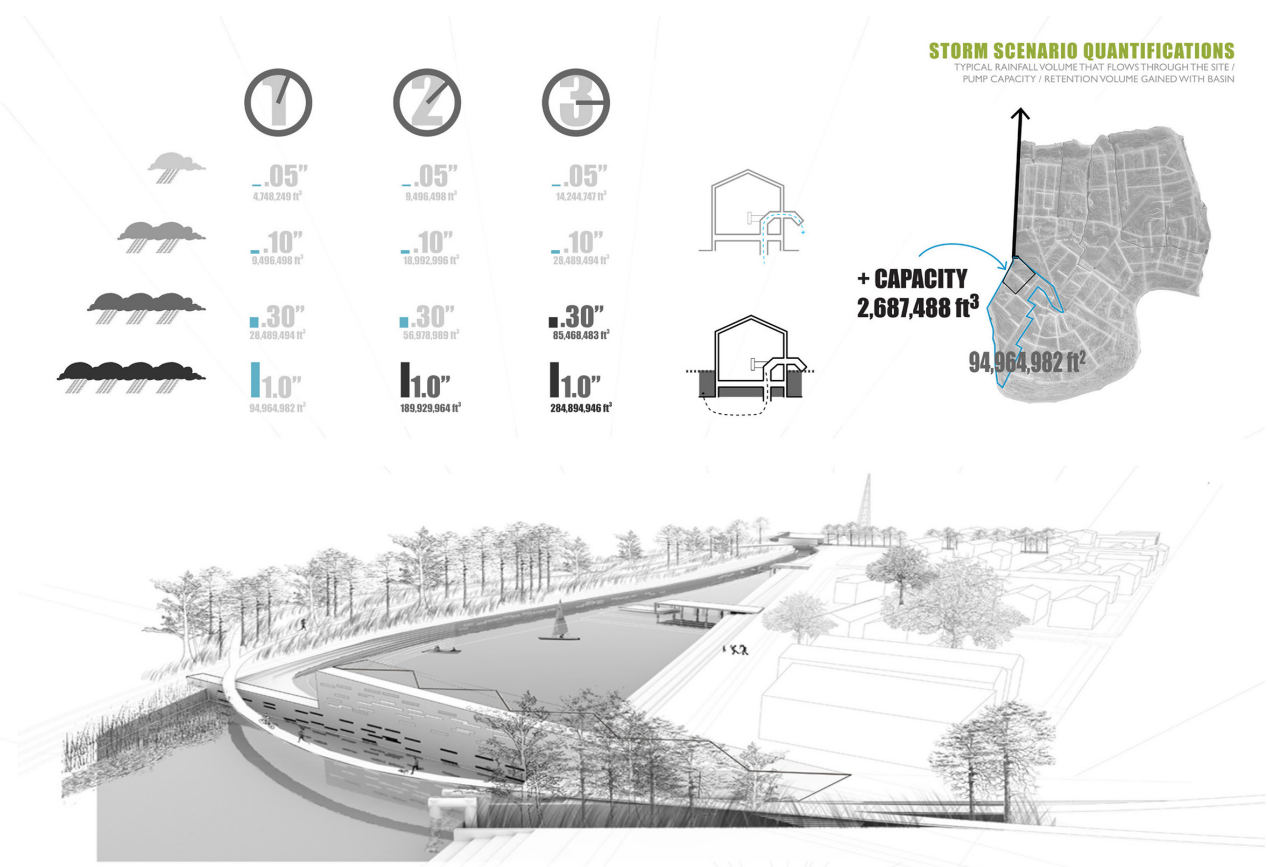 STORM SCENARIO QUANTIFICATIONS
TYPICAL RAINFALL VOLUME THAT FLOWS THROUGH THE SITE /
PUMP CAPACITY / RETENTION VOLUME GAINED WITH BASIN
1 2 3
.05” .05” .05”
4,748,249 ft³ 9,496,498 ft³ 14,244,747 ft³
.10” .10” .10”
9,496,498 ft³ 18,992,996 ft³ 28,489,494 ft³
.30” .30” .30”
28,489,494 ft³ 56,978,989 ft³ 85,468,483 ft³
1.0” 1.0” 1.0”
94,964,982 ft³ 189,929,964 ft³ 284,894,946 ft³
+ CAPACITY
2,687,488 ft³
94,964,982 ft²